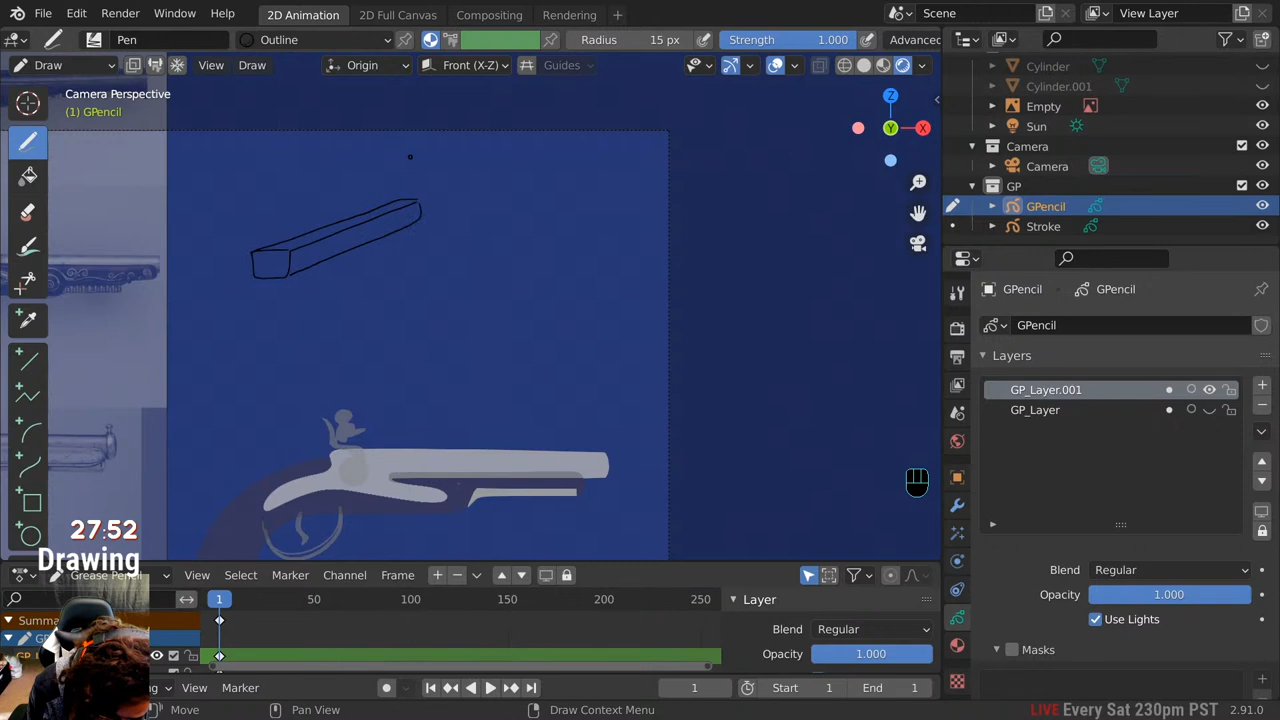 File Edit Render Window Help 2D Animation 2D Full Canvas Compositing Rendering Scene View Layer
Pen Outline Radius 15 px Strength 1.000 Advanced
Draw View Draw Origin Front (X-Z) Guides
Camera Perspective
(1) GPencil
Z
Y
X
Cylinder
Cylinder.001
Empty
Sun
Camera
Camera
GP
GPencil
Stroke
GPencil GPencil
GPencil
Layers
GP_Layer.001
GP_Layer
Blend Regular
Opacity 1.000
Use Lights
Masks
27:52
Drawing
Grease Pencil View Select Marker Channel Frame
1 50 100 150 200 250
Summa
Layer
Blend Regular
Opacity 1.000
View Marker 1 Start 1 End 1
Move Pan View Draw Context Menu
LIVE Every Sat 230pm PST 2.91.0